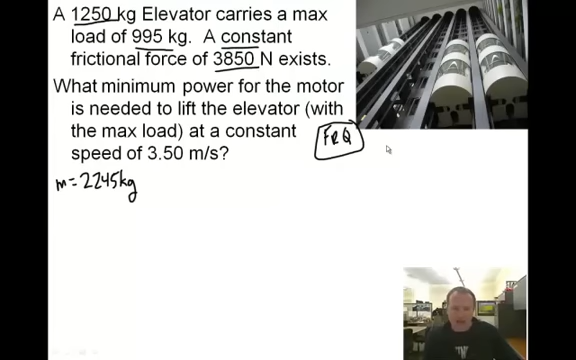 A 1250 kg Elevator carries a max
load of 995 kg. A constant
frictional force of 3850 N exists.
What minimum power for the motor
is needed to lift the elevator (with
the max load) at a constant
speed of 3.50 m/s?
FRQ
m=2245kg